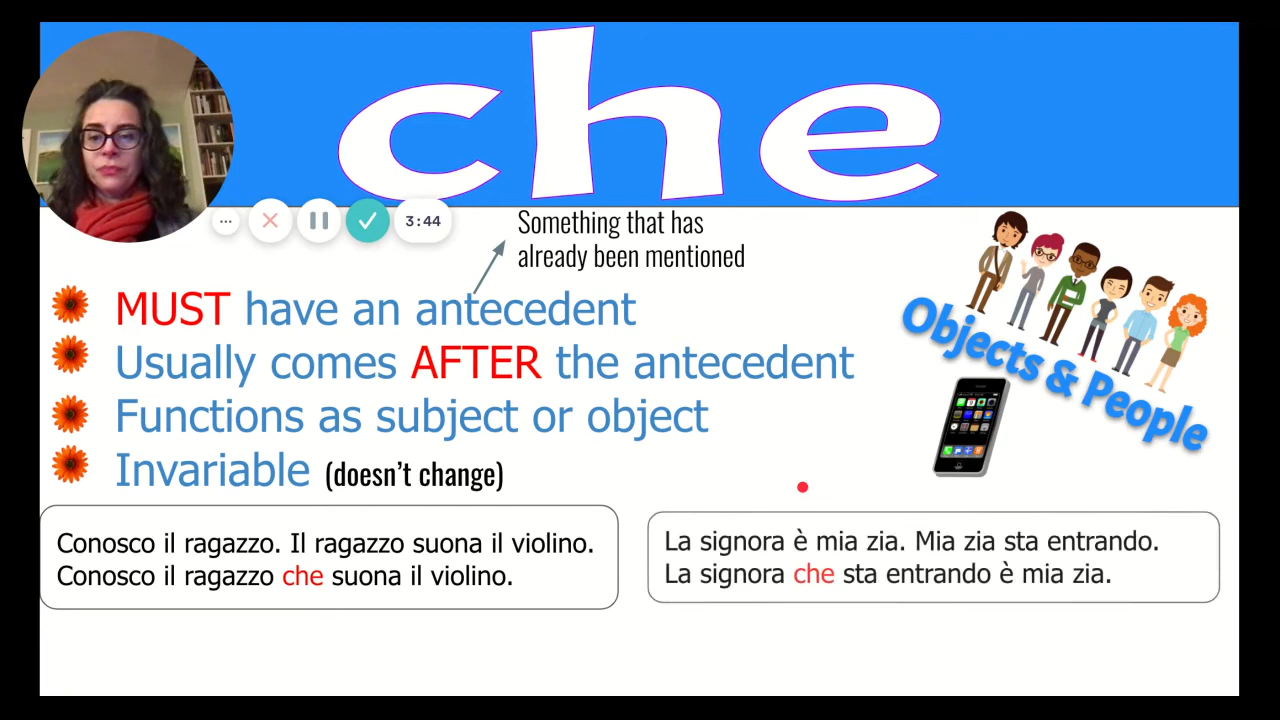 che
3:44
Something that has
already been mentioned
MUST have an antecedent
Usually comes AFTER the antecedent
Functions as subject or object
Invariable (doesn't change)
Objects & People
Conosco il ragazzo. Il ragazzo suona il violino.
Conosco il ragazzo che suona il violino.
La signora è mia zia. Mia zia sta entrando.
La signora che sta entrando è mia zia.